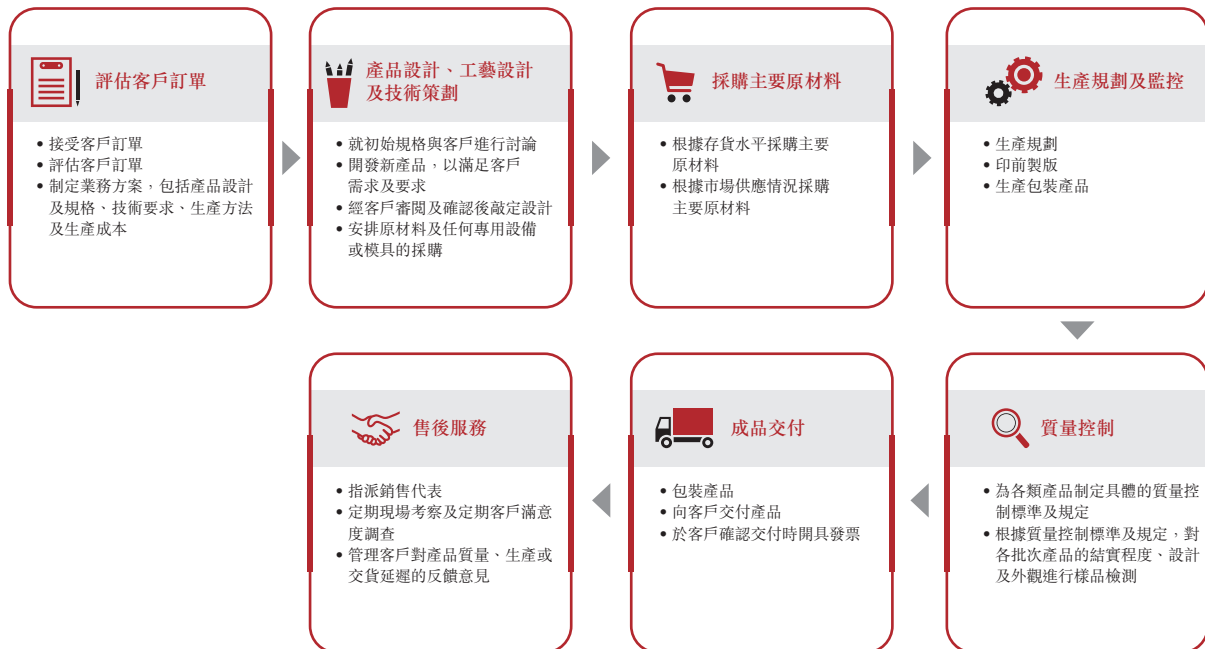 評估客戶訂單
• 接受客戶訂單
• 評估客戶訂單
• 制定業務方案，包括產品設計
及規格、技術要求、生產方法
及生產成本
產品設計、工藝設計
及技術策劃
• 就初始規格與客戶進行討論
• 開發新產品，以滿足客戶
需求及要求
• 經客戶審閱及確認後敲定設計
• 安排原材料及任何專用設備
或模具的採購
採購主要原材料
• 根據存貨水平採購主要
原材料
• 根據市場供應情況採購
主要原材料
生產規劃及監控
• 生產規劃
• 印前製版
• 生產包裝產品
質量控制
• 為各類產品制定具體的質量控
制標準及規定
• 根據質量控制標準及規定，對
各批次產品的結實程度、設計
及外觀進行樣品檢測
成品交付
• 包裝產品
• 向客戶交付產品
• 於客戶確認交付時開具發票
售後服務
• 指派銷售代表
• 定期現場考察及定期客戶滿意
度調查
• 管理客戶對產品質量、生產或
交貨延遲的反饋意見